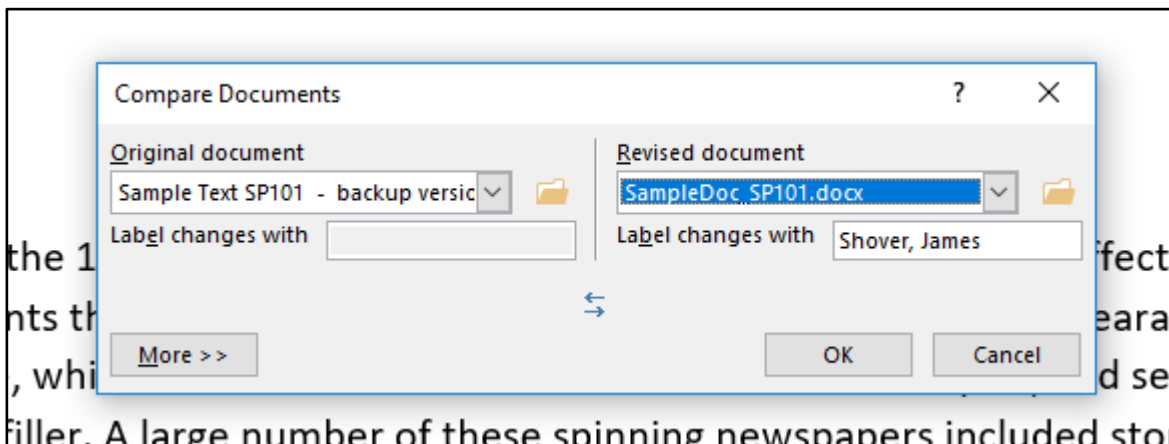 Compare Documents ?
Original document
Revised document
Sample Text SP101 - backup versic
SampleDoc_SP101.docx
Label changes with
Label changes with Shover, James
the 1
ffect
nts th
eara
More >>
OK
Cancel
, whi
d se
filler. A large number of these spinning newspapers included sto